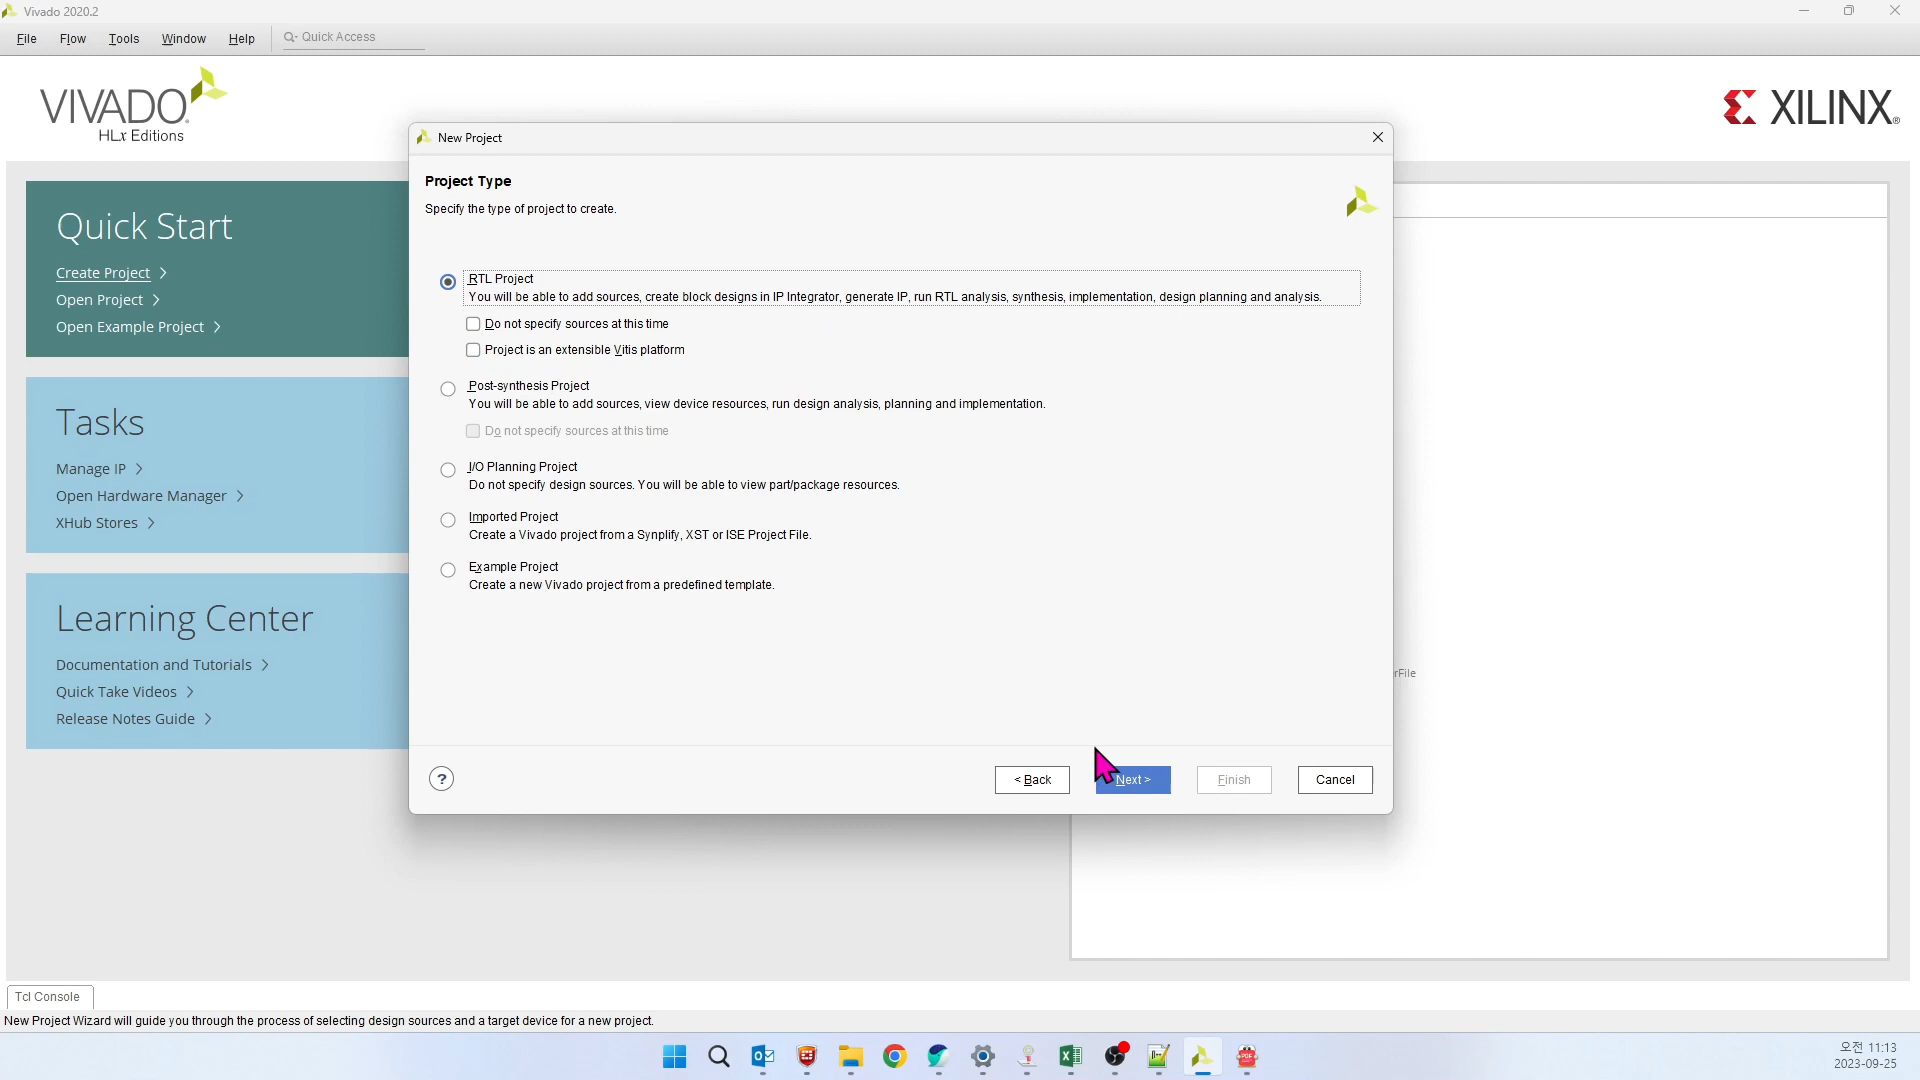 Vivado 2020.2
File Flow Tools Window Help Quick Access
VIVADO
HLx Editions
XILINX
New Project
Project Type
Specify the type of project to create.
Quick Start
Create Project
Open Project
Open Example Project
RTL Project
You will be able to add sources, create block designs in IP Integrator, generate IP, run RTL analysis, synthesis, implementation, design planning and analysis.
Do not specify sources at this time
Project is an extensible Vitis platform
Post-synthesis Project
You will be able to add sources, view device resources, run design analysis, planning and implementation.
Do not specify sources at this time
I/O Planning Project
Do not specify design sources. You will be able to view part/package resources.
Imported Project
Create a Vivado project from a Synplify, XST or ISE Project File.
Example Project
Create a new Vivado project from a predefined template.
Tasks
Manage IP
Open Hardware Manager
XHub Stores
Learning Center
Documentation and Tutorials
Quick Take Videos
Release Notes Guide
rFile
? < Back Next > Finish Cancel
Tcl Console
New Project Wizard will guide you through the process of selecting design sources and a target device for a new project.
오전 11:13
2023-09-25